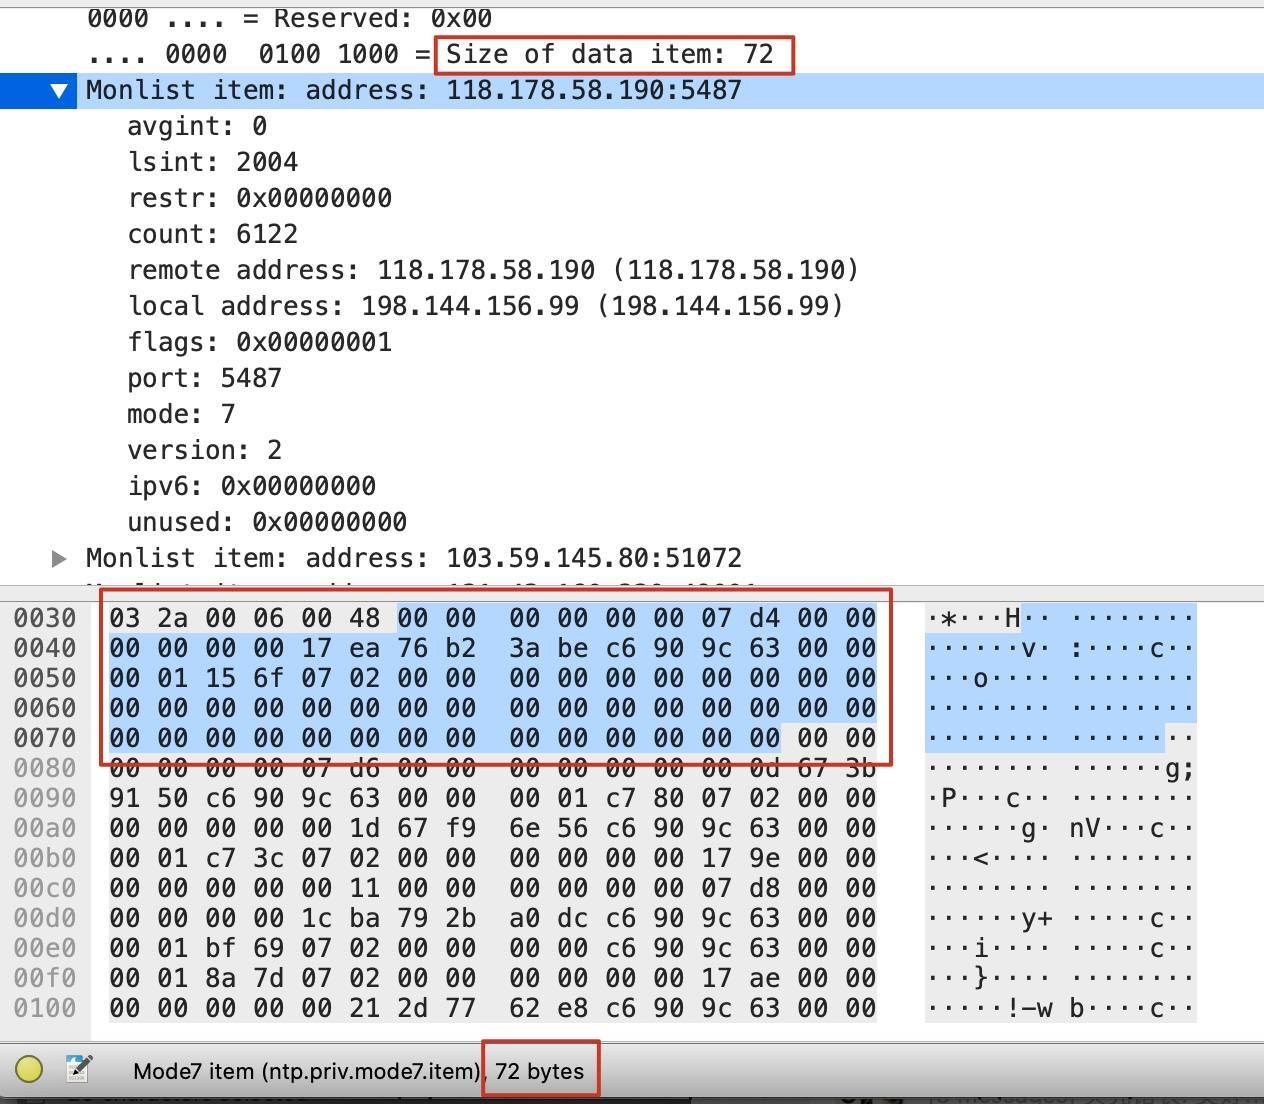 0000 .... = Reserved: 0x00
.... 0000  0100 1000 = Size of data item: 72
Monlist item: address: 118.178.58.190:5487
avgint: 0
lsint: 2004
restr: 0x00000000
count: 6122
remote address: 118.178.58.190 (118.178.58.190)
local address: 198.144.156.99 (198.144.156.99)
flags: 0x00000001
port: 5487
mode: 7
version: 2
ipv6: 0x00000000
unused: 0x00000000
Monlist item: address: 103.59.145.80:51072
0030 03 2a 00 06 00 48 00 00  00 00 00 00 07 d4 00 00 ·*···H·· ········
0040 00 00 00 00 17 ea 76 b2  3a be c6 90 9c 63 00 00 ······v· :····c··
0050 00 01 15 6f 07 02 00 00  00 00 00 00 00 00 00 00 ···o···· ········
0060 00 00 00 00 00 00 00 00  00 00 00 00 00 00 00 00 ········ ········
0070 00 00 00 00 00 00 00 00  00 00 00 00 00 00 00 00 ········ ········
0080 00 00 00 00 07 d6 00 00  00 00 00 00 00 0d 67 3b ········ ······g;
0090 91 50 c6 90 9c 63 00 00  00 01 c7 80 07 02 00 00 ·P···c·· ········
00a0 00 00 00 00 00 1d 67 f9  6e 56 c6 90 9c 63 00 00 ······g· nV···c··
00b0 00 01 c7 3c 07 02 00 00  00 00 00 00 17 9e 00 00 ···<···· ········
00c0 00 00 00 00 00 11 00 00  00 00 00 00 07 d8 00 00 ········ ········
00d0 00 00 00 00 1c ba 79 2b  a0 dc c6 90 9c 63 00 00 ······y+ ·····c··
00e0 00 01 bf 69 07 02 00 00  00 00 c6 90 9c 63 00 00 ···i···· ·····c··
00f0 00 01 8a 7d 07 02 00 00  00 00 00 00 17 ae 00 00 ···}···· ········
0100 00 00 00 00 00 21 2d 77  62 e8 c6 90 9c 63 00 00 ·····!-w b····c··
Mode7 item (ntp.priv.mode7.item), 72 bytes